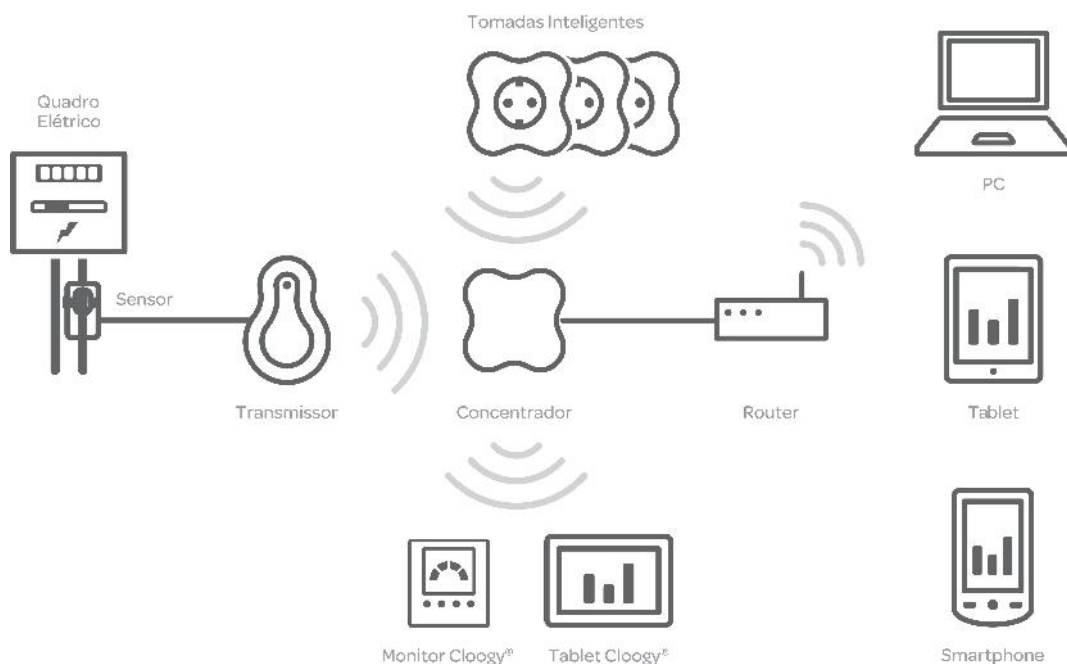 Tomadas Inteligentes
Quadro
Elétrico
PC
Sensor
Transmissor
Concentrador
Router
Tablet
Monitor Cloogy®
Tablet Cloogy®
Smartphone